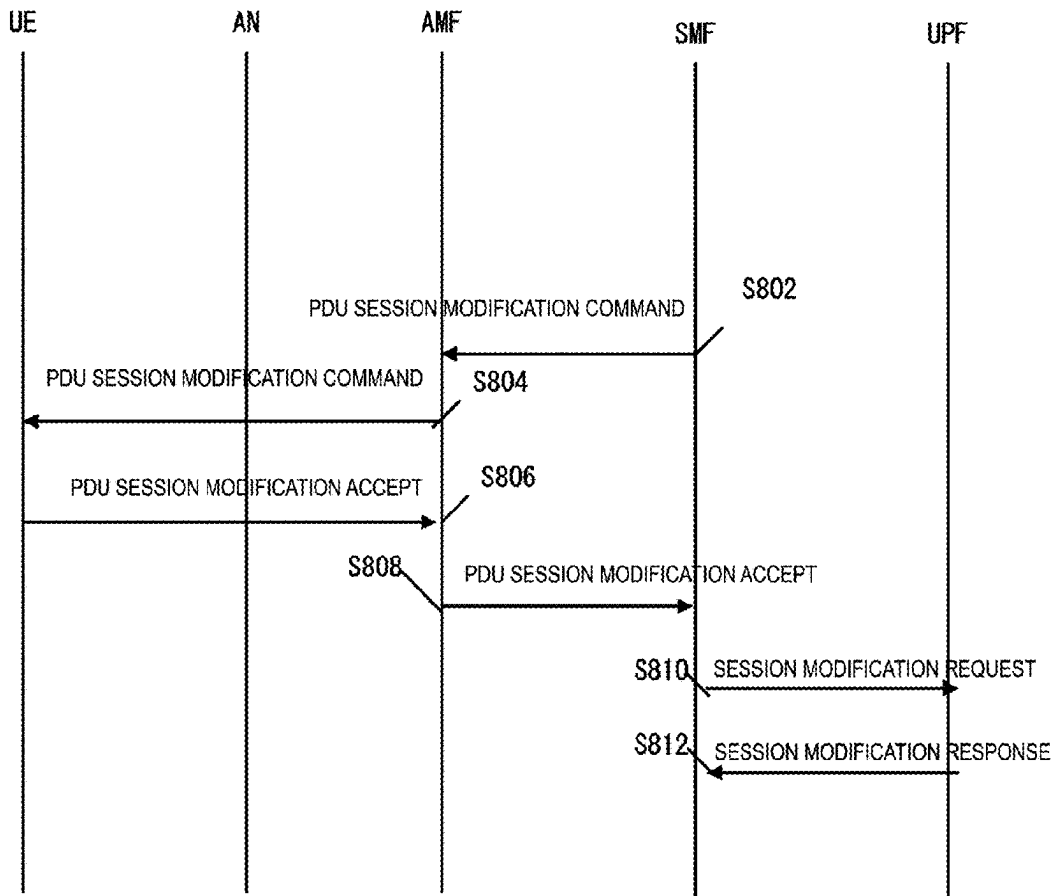 UE
AN
AMF
SMF
UPF
S802
PDU SESSION MODIFICATION COMMAND
PDU SESSION MODIFICATION COMMAND
S804
PDU SESSION MODIFICATION ACCEPT
S806
S808
PDU SESSION MODIFICATION ACCEPT
S810
SESSION MODIFICATION REQUEST
S812
SESSION MODIFICATION RESPONSE